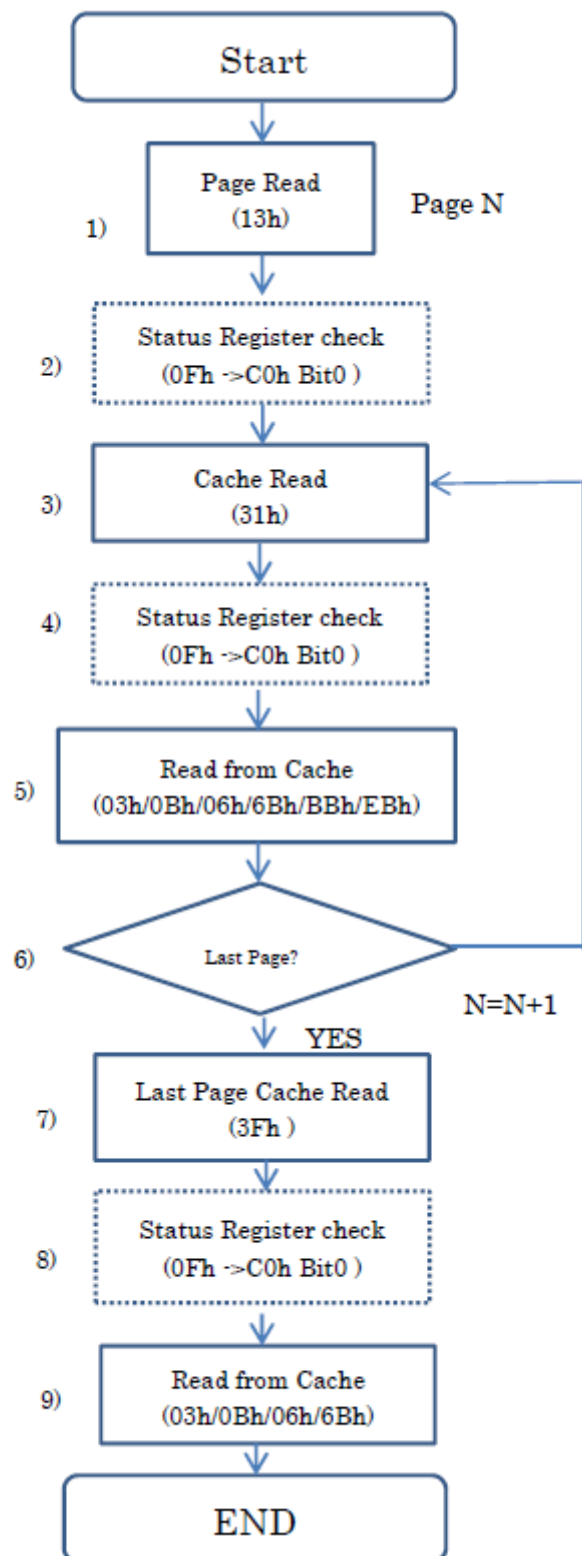 Start
Page Read
(13h)
Page N
1)
Status Register check
(0Fh ->C0h Bit0 )
2)
Cache Read
(31h)
3)
Status Register check
(0Fh ->C0h Bit0 )
4)
Read from Cache
(03h/0Bh/06h/6Bh/BBh/EBh)
5)
Last Page?
6)
N=N+1
YES
Last Page Cache Read
(3Fh )
7)
Status Register check
(0Fh ->C0h Bit0 )
8)
Read from Cache
(03h/0Bh/06h/6Bh)
9)
END